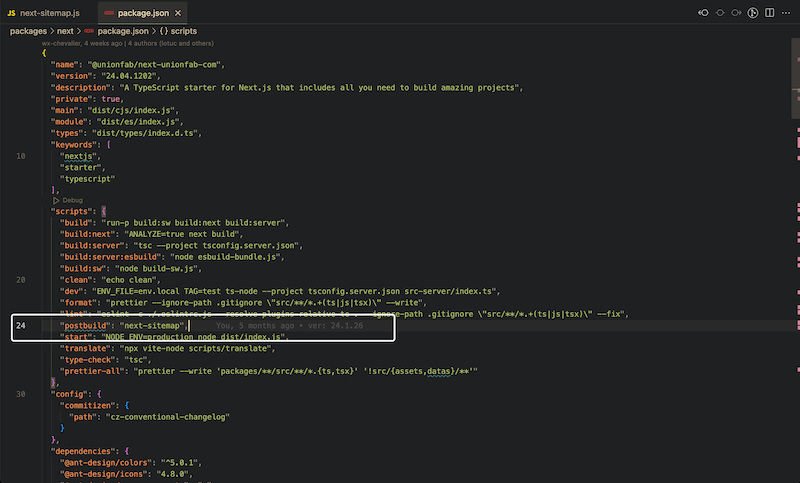 JS next-sitemap.js
package.json ×
packages > next > package.json > {} scripts
wx-chevalier, 4 weeks ago | 4 authors (lotuc and others)
{
"name": "@unionfab/next-unionfab-com",
"version": "24.04.1202",
"description": "A TypeScript starter for Next.js that includes all you need to build amazing projects",
"private": true,
"main": "dist/cjs/index.js",
"module": "dist/es/index.js",
"types": "dist/types/index.d.ts",
"keywords": [
10 "nextjs",
"starter",
"typescript"
],
Debug
"scripts": {
"build": "run-p build:sw build:next build:server",
"build:next": "ANALYZE=true next build",
"build:server": "tsc --project tsconfig.server.json",
"build:server:esbuild": "node esbuild-bundle.js",
"build:sw": "node build-sw.js",
20 "clean": "echo clean",
"dev": "ENV_FILE=env.local TAG=test ts-node --project tsconfig.server.json src-server/index.ts",
"format": "prettier --ignore-path .gitignore \"src/**/*.+(ts|js|tsx)\" --write",
"lint": "eslint -c ./.eslintrc.js --resolve-plugins-relative-to . --ignore-path .gitignore \"src/**/*.+(ts|js|tsx)\" --fix",
24 "postbuild": "next-sitemap", You, 5 months ago • ver: 24.1.26
"start": "NODE_ENV=production node dist/index.js",
"translate": "npx vite-node scripts/translate",
"type-check": "tsc",
"prettier-all": "prettier --write 'packages/**/src/**/*.{ts,tsx}' '!src/{assets,datas}/**'"
},
30 "config": {
"commitizen": {
"path": "cz-conventional-changelog"
}
},
"dependencies": {
"@ant-design/colors": "^5.0.1",
"@ant-design/icons": "4.8.0",